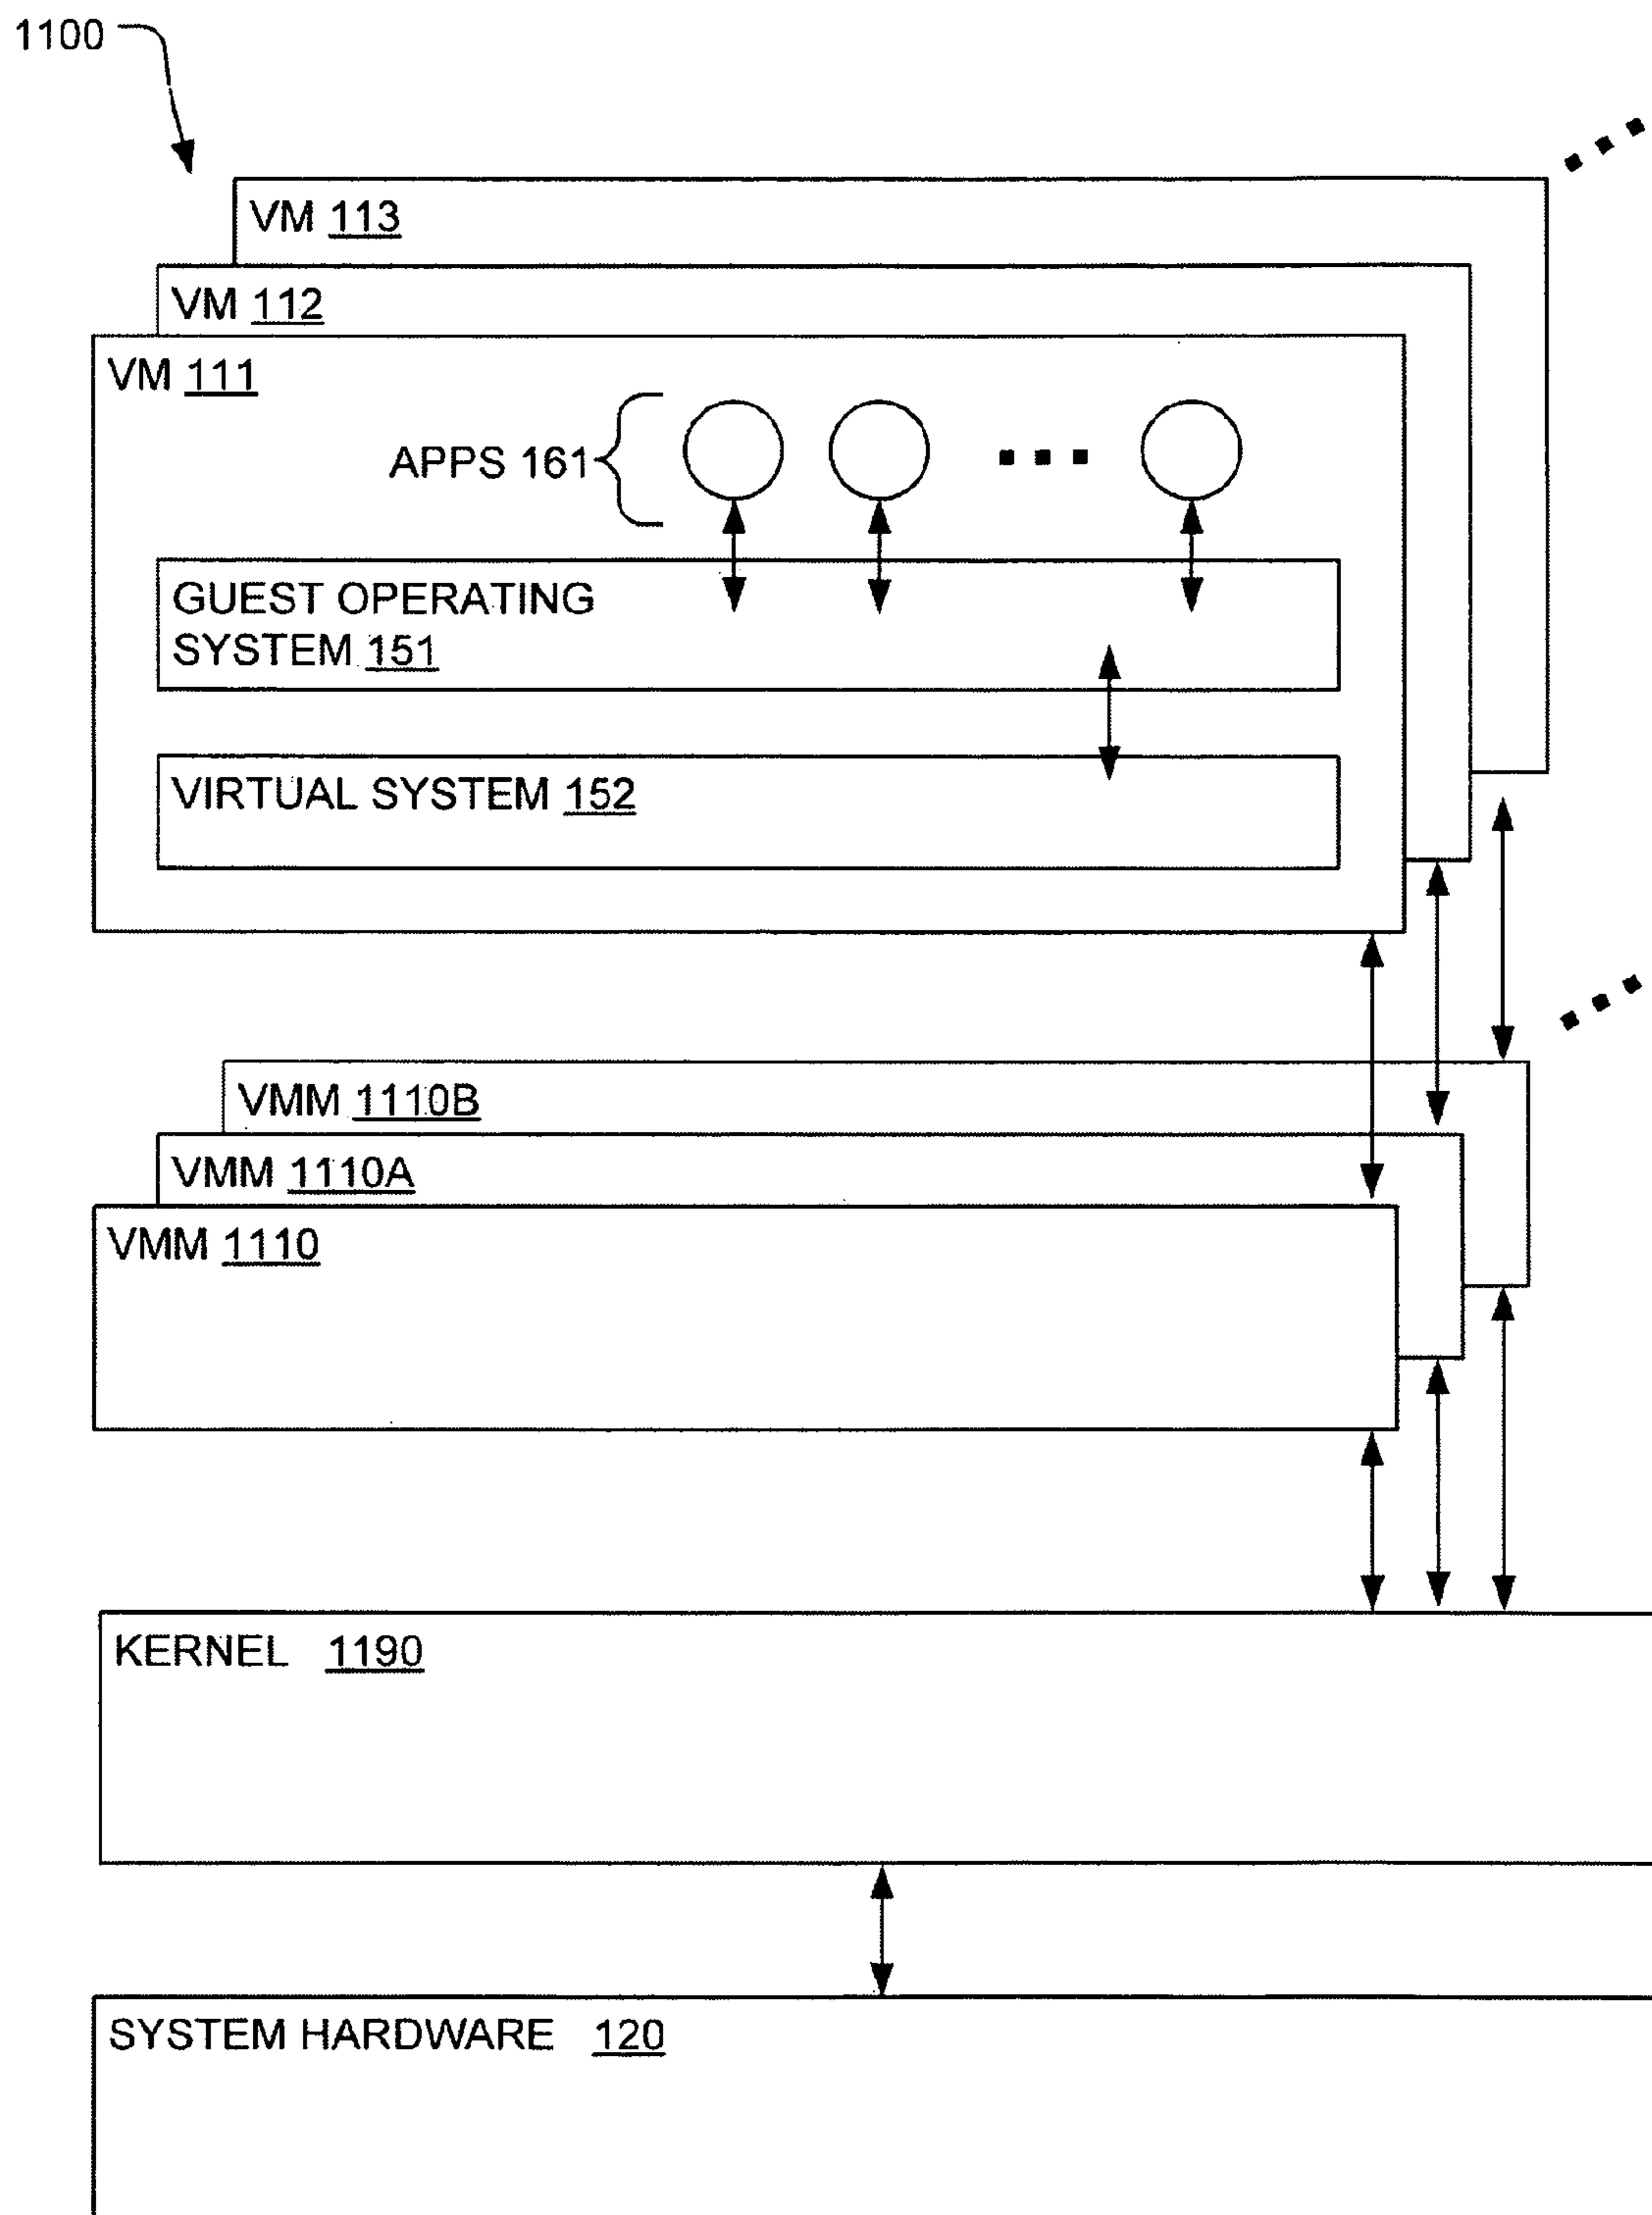 1100
VM 113
VM 112
VM 111
APPS 161
GUEST OPERATING
SYSTEM 151
VIRTUAL SYSTEM 152
VMM 1110B
VMM 1110A
VMM 1110
KERNEL 1190
SYSTEM HARDWARE 120